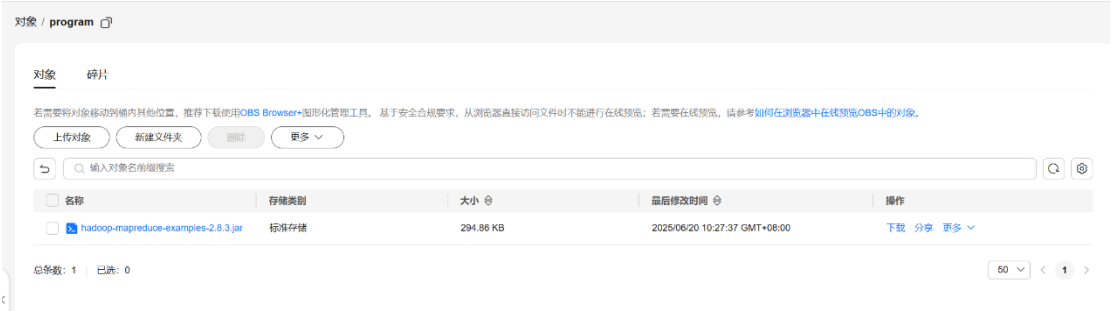 对象 / program
对象 碎片
若需要将对象移动到桶内其他位置，推荐下载使用OBS Browser+图形化管理工具。 基于安全合规要求，从浏览器直接访问文件时不能进行在线预览；若需要在线预览，请参考如何在浏览器中在线预览OBS中的对象。
上传对象 新建文件夹 删除 更多
输入对象名前缀搜索
名称 存储类别 大小 最后修改时间 操作
hadoop-mapreduce-examples-2.8.3.jar 标准存储 294.86 KB 2025/06/20 10:27:37 GMT+08:00 下载 分享 更多
总条数：1 已选：0 50 1